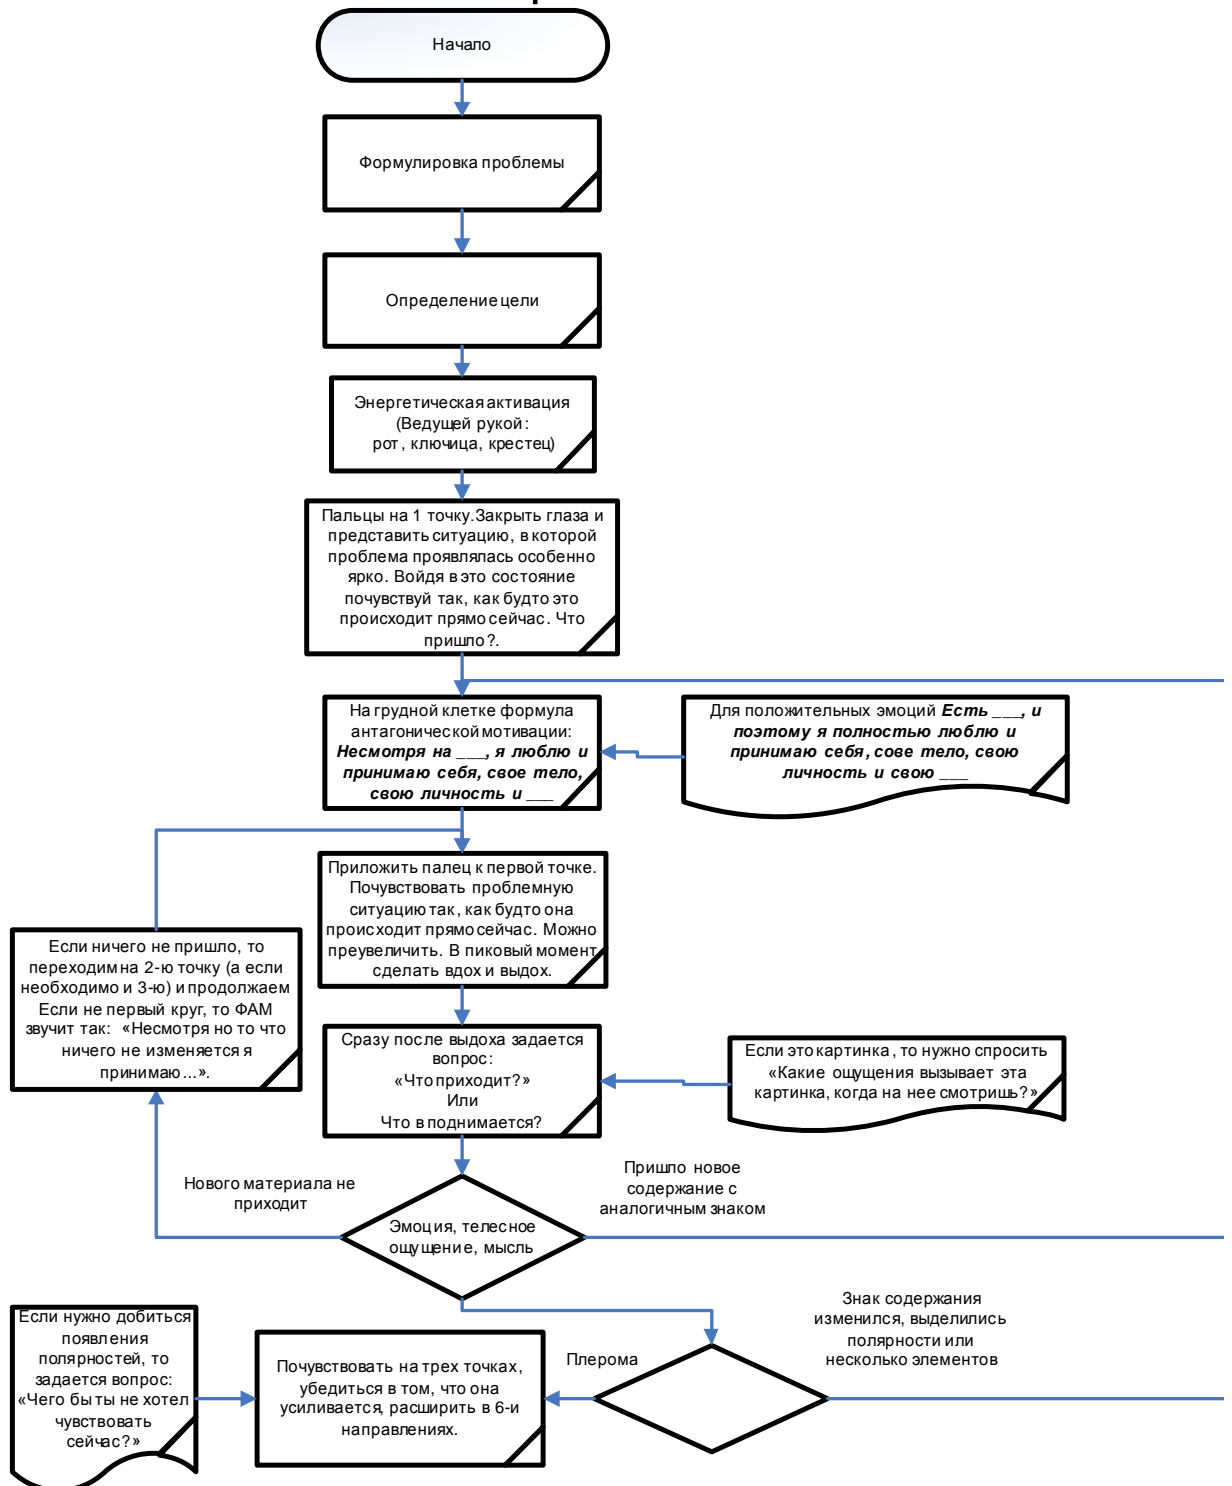 Начало
Формулировка проблемы
Определение цели
Энергетическая активация
(Ведущей рукой:
рот, ключица, крестец)
Пальцы на 1 точку.Закрыть глаза и
представить ситуацию, в которой
проблема проявлялась особенно
ярко. Войдя в это состояние
почувствуй так, как будто это
происходит прямо сейчас. Что
пришло?.
На грудной клетке формула
антагонической мотивации:
Несмотря на ___, я люблю и
принимаю себя, свое тело,
свою личность и ___
Для положительных эмоций Есть ___, и
поэтому я полностью люблю и
принимаю себя, сове тело, свою
личность и свою ___
Приложить палец к первой точке.
Почувствовать проблемную
ситуацию так, как будто она
происходит прямо сейчас. Можно
преувеличить. В пиковый момент
сделать вдох и выдох.
Если ничего не пришло, то
переходим на 2-ю точку (а если
необходимо и 3-ю) и продолжаем
Если не первый круг, то ФАМ
звучит так: «Несмотря но то что
ничего не изменяется я
принимаю...».
Сразу после выдоха задается
вопрос:
«Что приходит?»
Или
Что в поднимается?
Если это картинка, то нужно спросить
«Какие ощущения вызывает эта
картинка, когда на нее смотришь?»
Нового материала не
приходит
Пришло новое
содержание с
аналогичным знаком
Эмоция, телесное
ощущение, мысль
Если нужно добиться
появления
полярностей, то
задается вопрос:
«Чего бы ты не хотел
чувствовать
сейчас?»
Почувствовать на трех точках,
убедиться в том, что она
усиливается, расширить в 6-и
направлениях.
Плерома
Знак содержания
изменился, выделились
полярности или
несколько элементов